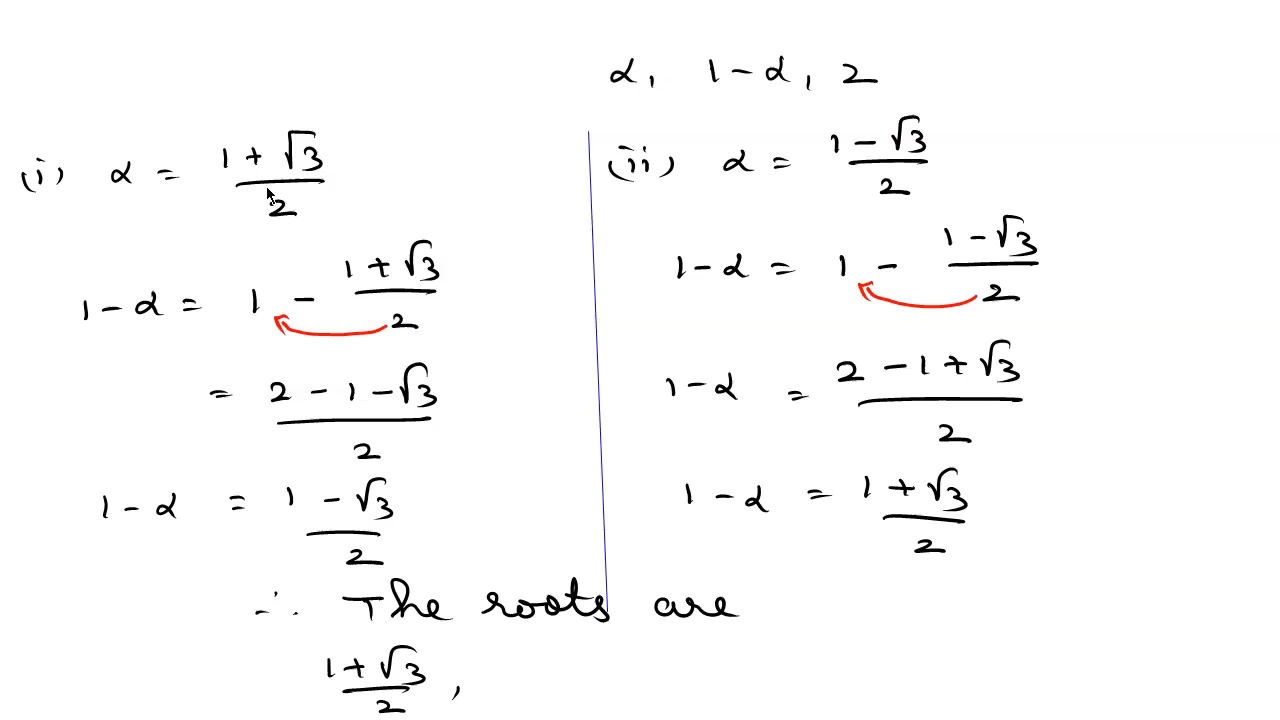 α, 1 - α, 2
(i) α = (1 + √3)/2
1 - α = 1 - (1 + √3)/2
= (2 - 1 - √3)/2
1 - α = (1 - √3)/2
(ii) α = (1 - √3)/2
1 - α = 1 - (1 - √3)/2
1 - α = (2 - 1 + √3)/2
1 - α = (1 + √3)/2
∴ The roots are
(1 + √3)/2 ,